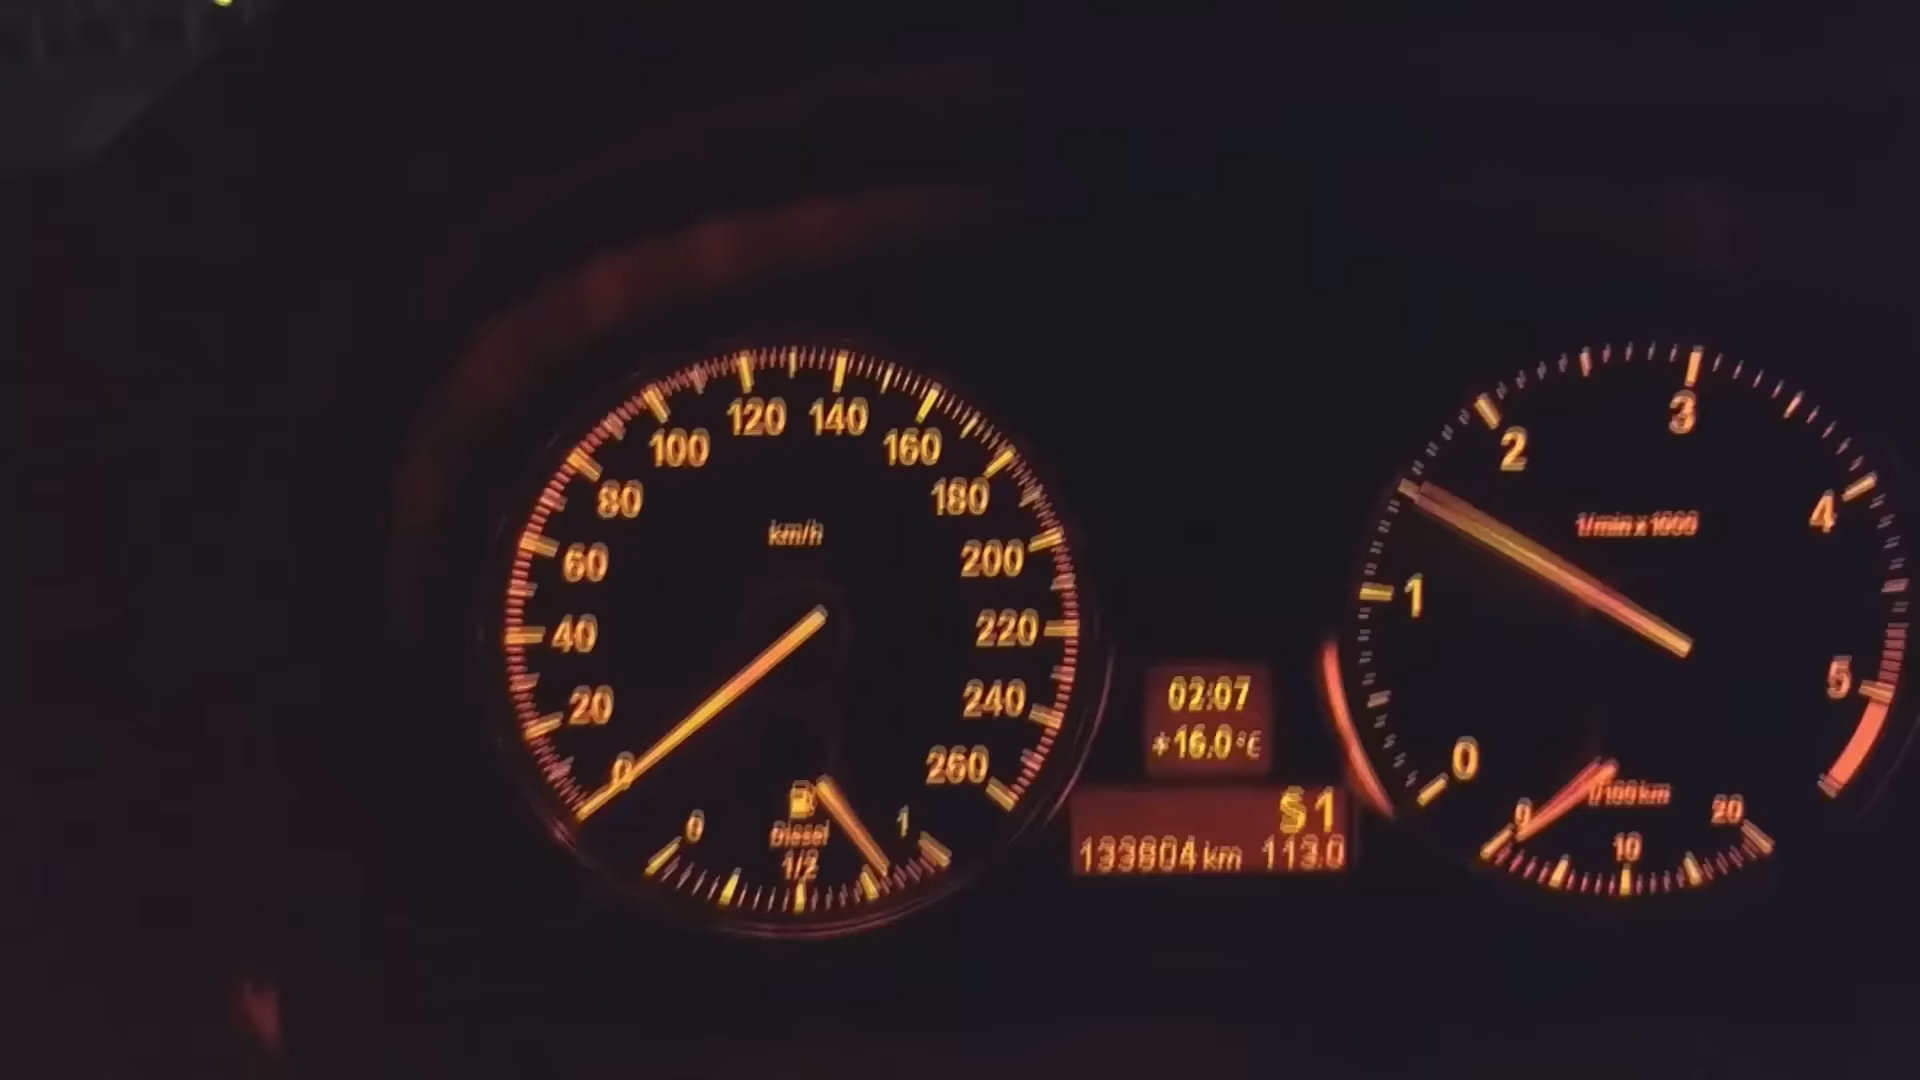 120 140
100 160
80 180
km/h
60 200
40 220
20 240
0 260
0 1
Diesel
1/2
02:07
+16.0°C
S 1
133804 km 113.0
3
2
4
1/min x 1000
1
5
0
l/100km
0 20
10